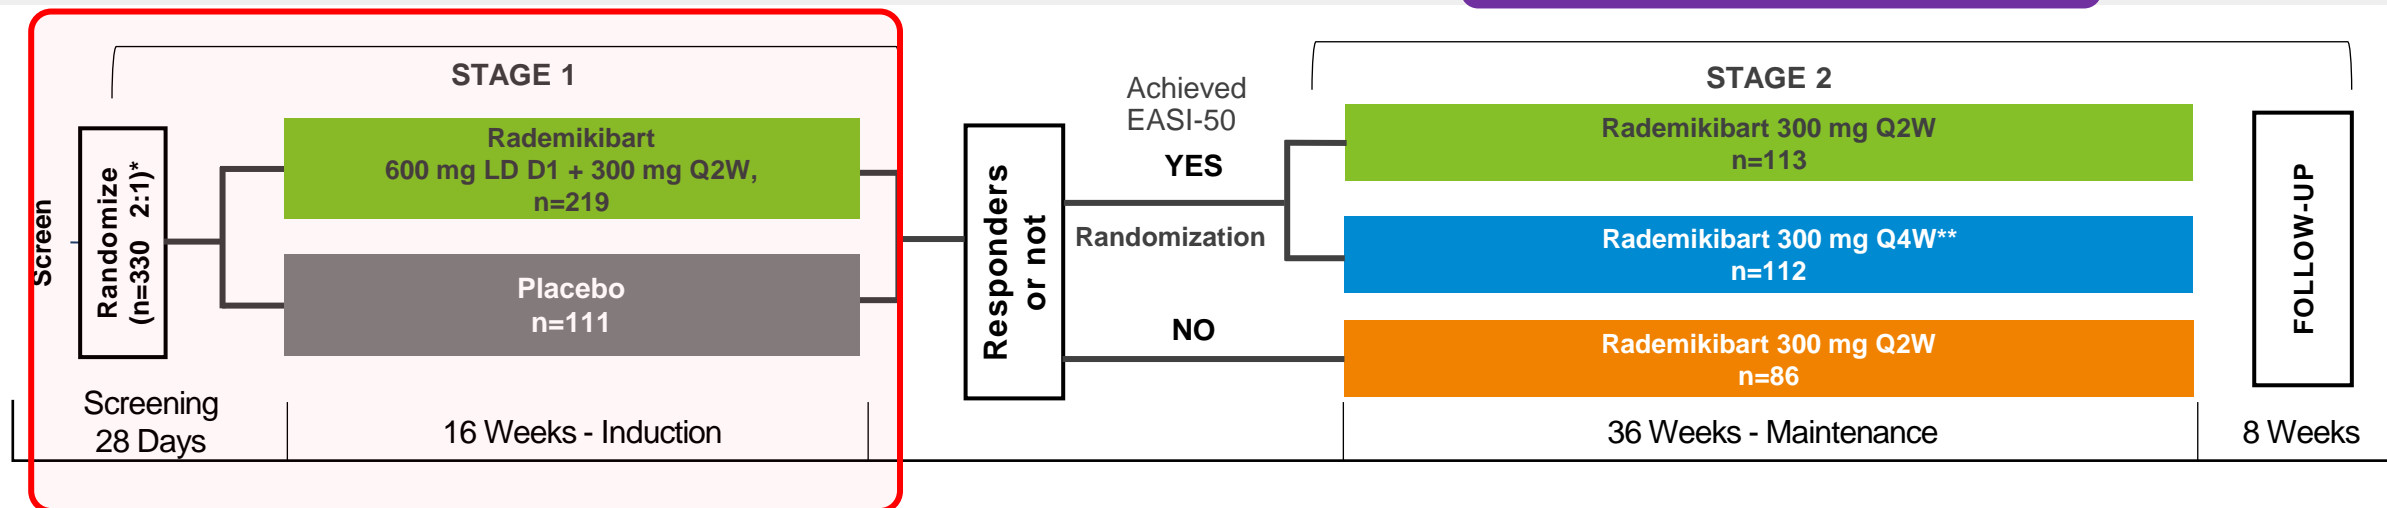 STAGE 1
Screen
Randomize
(n=330 2:1)*
Rademikibart
600 mg LD D1 + 300 mg Q2W,
n=219
Placebo
n=111
Screening
28 Days
16 Weeks - Induction
Responders
or not
Achieved
EASI-50
YES
Randomization
NO
STAGE 2
Rademikibart 300 mg Q2W
n=113
Rademikibart 300 mg Q4W**
n=112
Rademikibart 300 mg Q2W
n=86
36 Weeks - Maintenance
FOLLOW-UP
8 Weeks